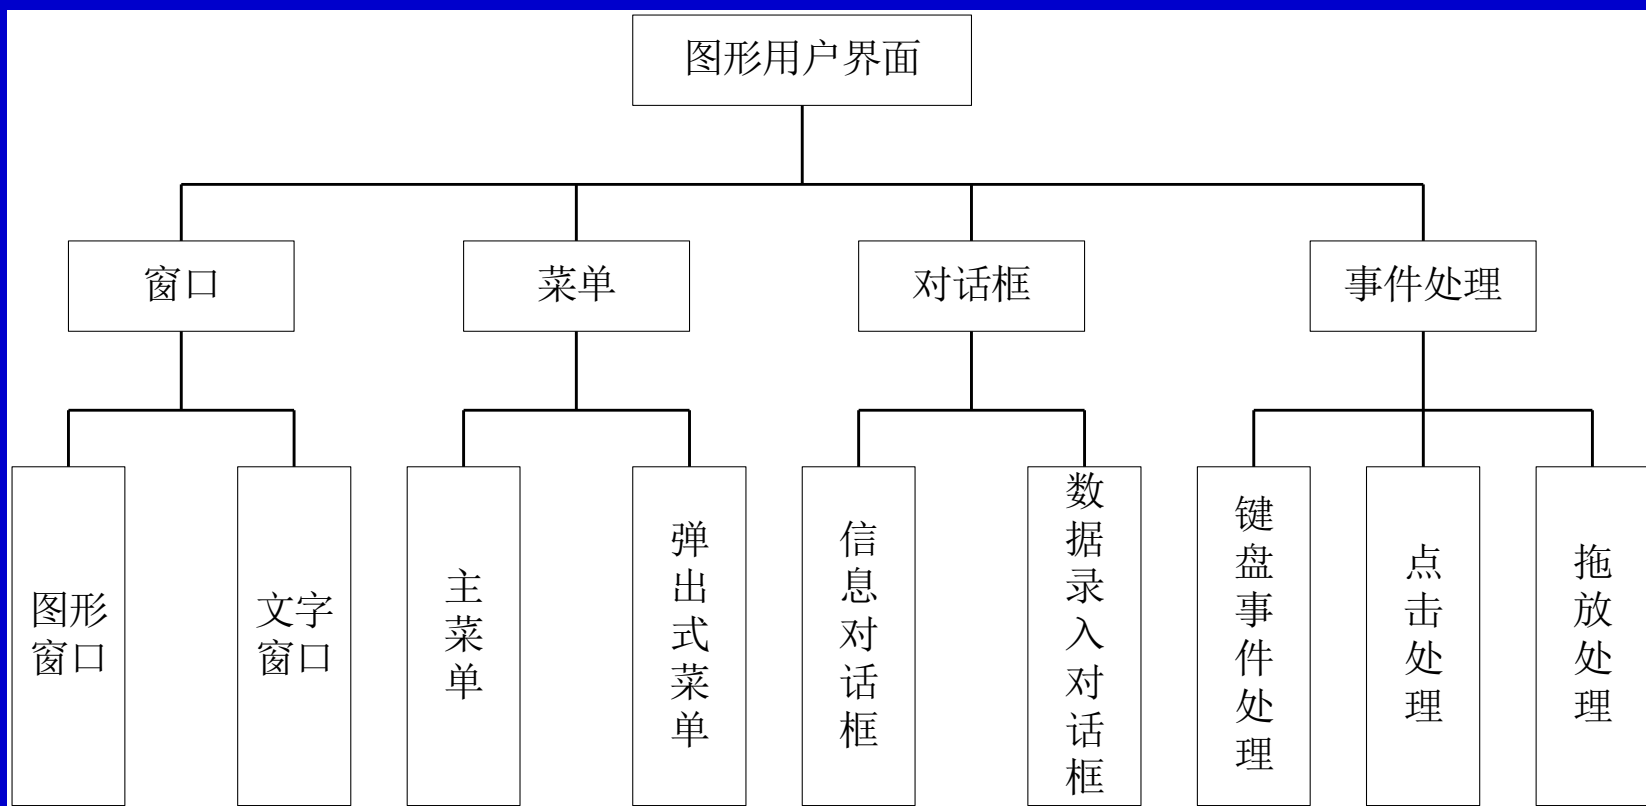 图形用户界面
窗口
菜单
对话框
事件处理
图形
窗口
文字
窗口
主菜单
弹出式菜单
信息对话框
数据录入对话框
键盘事件处理
点击处理
拖放处理